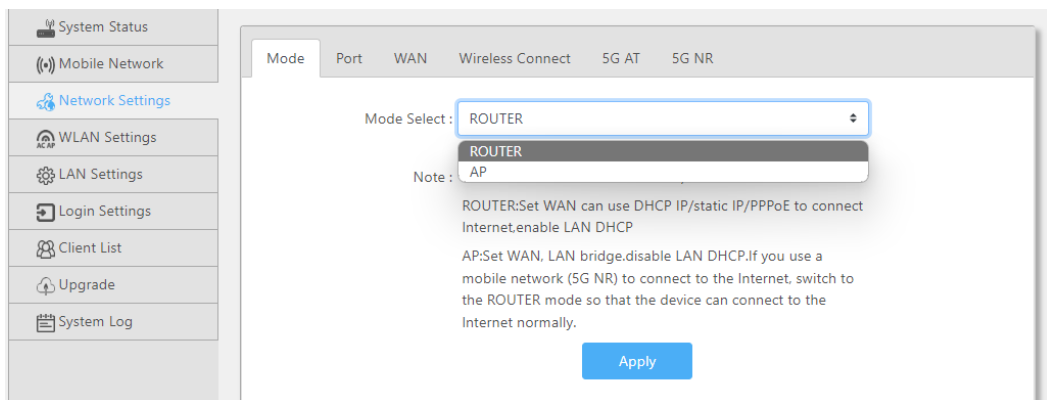 System Status
Mobile Network
Network Settings
AC AP
WLAN Settings
LAN Settings
Login Settings
Client List
Upgrade
System Log
Mode Port WAN Wireless Connect 5G AT 5G NR
Mode Select : ROUTER
ROUTER
AP
Note :
ROUTER:Set WAN can use DHCP IP/static IP/PPPoE to connect
Internet,enable LAN DHCP
AP:Set WAN, LAN bridge.disable LAN DHCP.If you use a
mobile network (5G NR) to connect to the Internet, switch to
the ROUTER mode so that the device can connect to the
Internet normally.
Apply